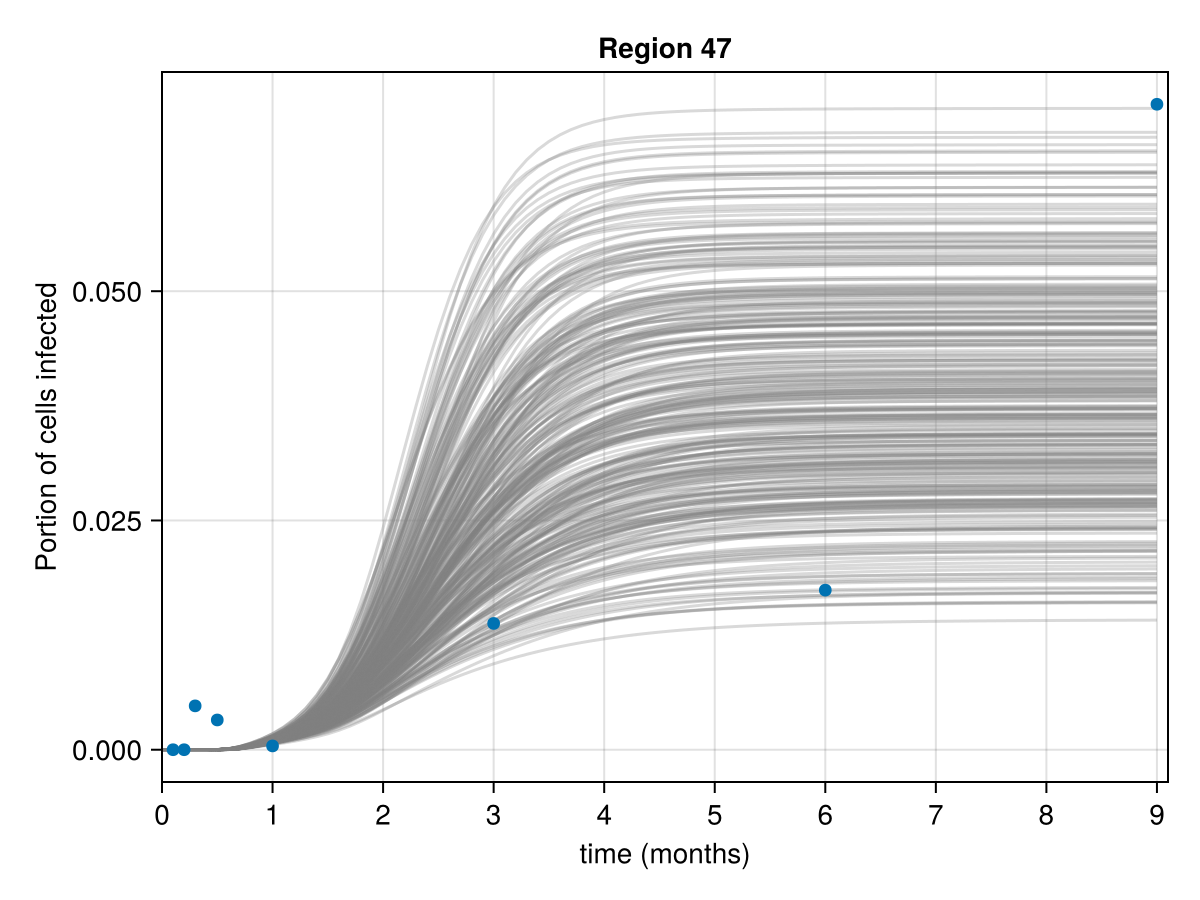 Region 47
Portion of cells infected
0.050
0.025
0.000
0 1 2 3 4 5 6 7 8 9
time (months)